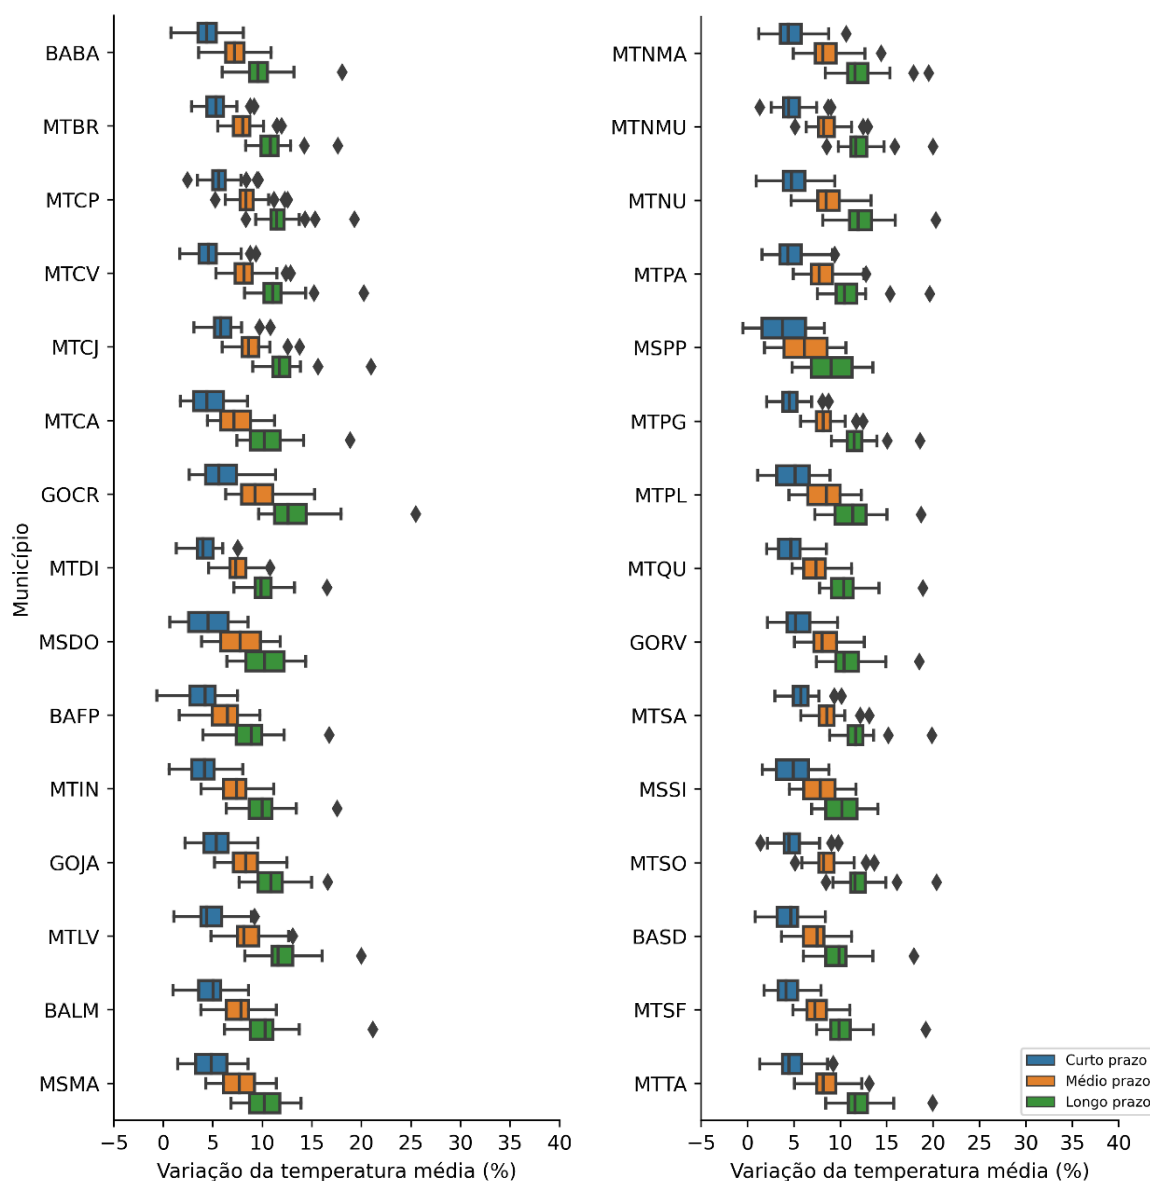 Município
BABA
MTBR
MTCP
MTCV
MTCJ
MTCA
GOCR
MTDI
MSDO
BAFP
MTIN
GOJA
MTLV
BALM
MSMA
−5 0 5 10 15 20 25 30 35 40
Variação da temperatura média (%)
MTNMA
MTNMU
MTNU
MTPA
MSPP
MTPG
MTPL
MTQU
GORV
MTSA
MSSI
MTSO
BASD
MTSF
MTTA
Curto prazo
Médio prazo
Longo prazo
−5 0 5 10 15 20 25 30 35 40
Variação da temperatura média (%)